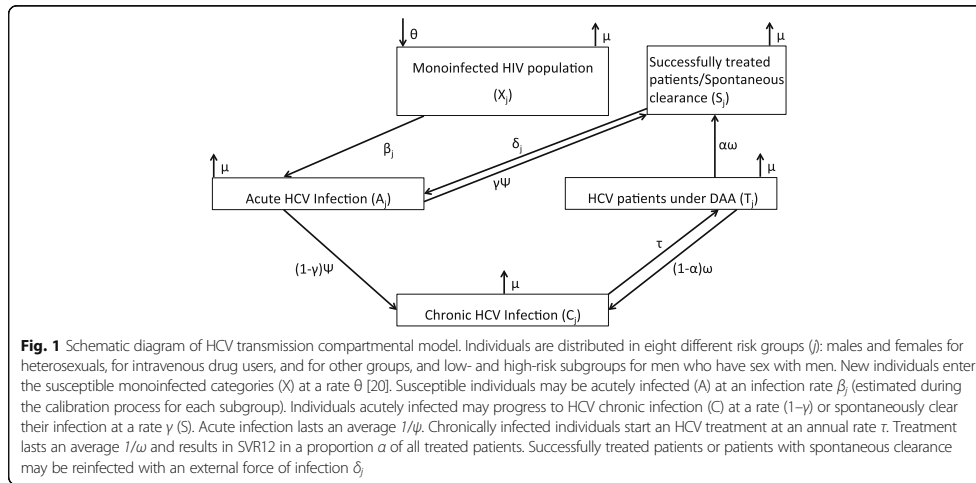 θ
μ
μ
Monoinfected HIV population
(Xj)
Successfully treated
patients/Spontaneous
clearance (Sj)
βj
δj
γΨ
αω
μ
μ
Acute HCV Infection (Aj)
HCV patients under DAA (Tj)
(1-γ)Ψ
τ
(1-α)ω
μ
Chronic HCV Infection (Cj)
Fig. 1 Schematic diagram of HCV transmission compartmental model. Individuals are distributed in eight different risk groups (j): males and females for
heterosexuals, for intravenous drug users, and for other groups, and low- and high-risk subgroups for men who have sex with men. New individuals enter
the susceptible monoinfected categories (X) at a rate θ [20]. Susceptible individuals may be acutely infected (A) at an infection rate βj (estimated during
the calibration process for each subgroup). Individuals acutely infected may progress to HCV chronic infection (C) at a rate (1–γ) or spontaneously clear
their infection at a rate γ (S). Acute infection lasts an average 1/ψ. Chronically infected individuals start an HCV treatment at an annual rate τ. Treatment
lasts an average 1/ω and results in SVR12 in a proportion α of all treated patients. Successfully treated patients or patients with spontaneous clearance
may be reinfected with an external force of infection δj